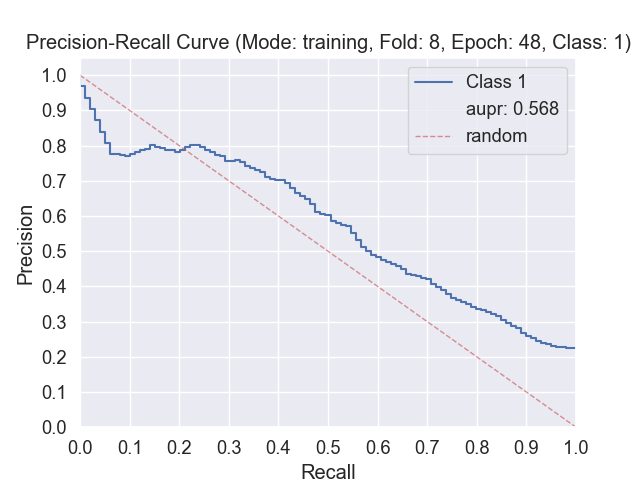 Precision-Recall Curve (Mode: training, Fold: 8, Epoch: 48, Class: 1)
1.0
0.9
0.8
0.7
0.6
0.5
0.4
0.3
0.2
0.1
0.0
Precision
Class 1
aupr: 0.568
random
0.0 0.1 0.2 0.3 0.4 0.5 0.6 0.7 0.8 0.9 1.0
Recall